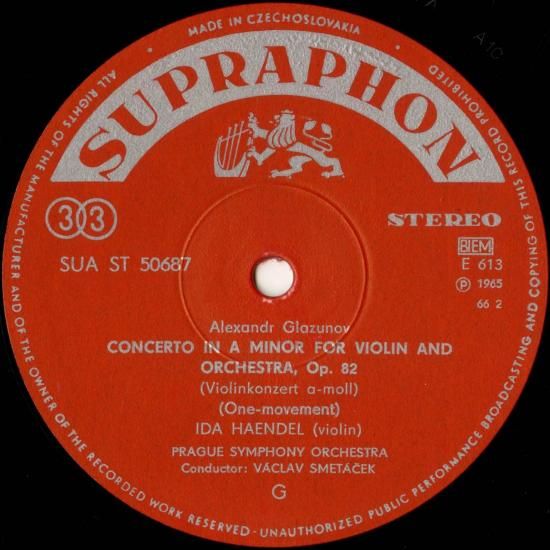 MADE IN CZECHOSLOVAKIA
ALL RIGHTS OF THE MANUFACTURER AND OF THE OWNER OF THE RECORDED WORK RESERVED - UNAUTHORIZED PUBLIC PERFORMANCE BROADCASTING AND COPYING OF THIS RECORD PROHIBITED
SUPRAPHON
33
STEREO
SUA ST 50687
BIEM
E 613
Ⓟ 1965
66 2
Alexandr Glazunov
CONCERTO IN A MINOR FOR VIOLIN AND
ORCHESTRA, Op. 82
(Violinkonzert a-moll)
(One-movement)
IDA HAENDEL (violin)
PRAGUE SYMPHONY ORCHESTRA
Conductor: VÁCLAV SMETÁČEK
G